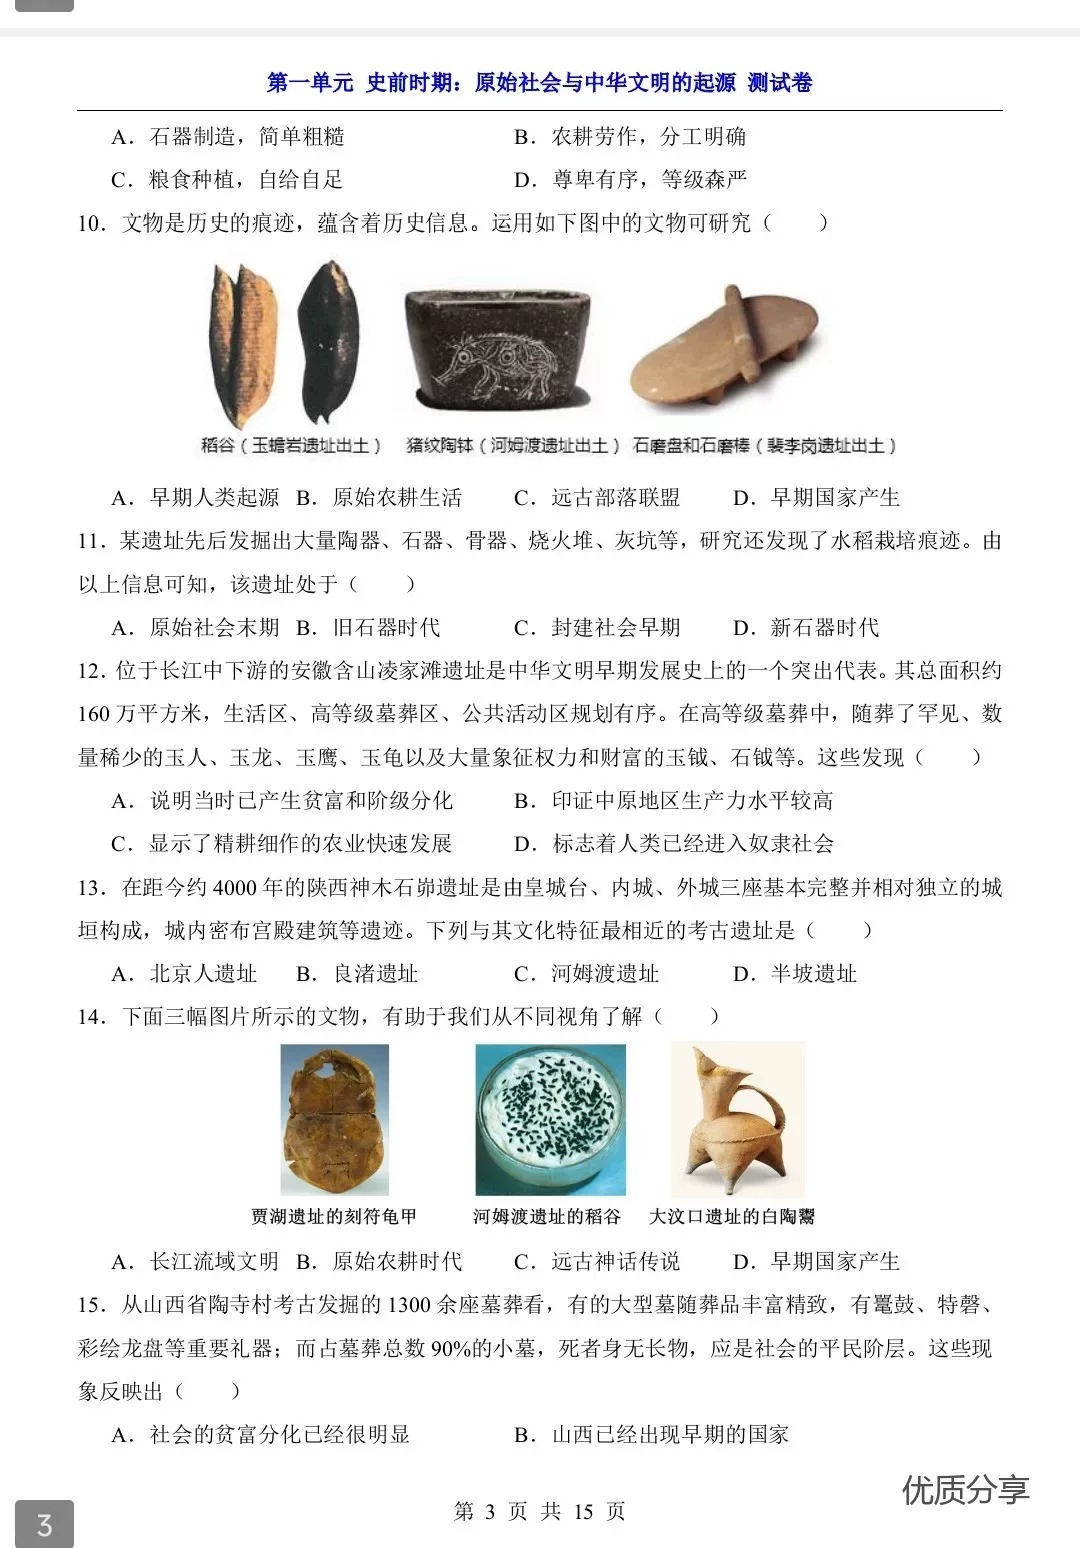 第一单元 史前时期：原始社会与中华文明的起源 测试卷
A．石器制造，简单粗糙 B．农耕劳作，分工明确
C．粮食种植，自给自足 D．尊卑有序，等级森严
10．文物是历史的痕迹，蕴含着历史信息。运用如下图中的文物可研究（ ）
稻谷（玉蟾岩遗址出土） 猪纹陶钵（河姆渡遗址出土） 石磨盘和石磨棒（裴李岗遗址出土）
A．早期人类起源 B．原始农耕生活 C．远古部落联盟 D．早期国家产生
11．某遗址先后发掘出大量陶器、石器、骨器、烧火堆、灰坑等，研究还发现了水稻栽培痕迹。由
以上信息可知，该遗址处于（ ）
A．原始社会末期 B．旧石器时代 C．封建社会早期 D．新石器时代
12．位于长江中下游的安徽含山凌家滩遗址是中华文明早期发展史上的一个突出代表。其总面积约
160 万平方米，生活区、高等级墓葬区、公共活动区规划有序。在高等级墓葬中，随葬了罕见、数
量稀少的玉人、玉龙、玉鹰、玉龟以及大量象征权力和财富的玉钺、石钺等。这些发现（ ）
A．说明当时已产生贫富和阶级分化 B．印证中原地区生产力水平较高
C．显示了精耕细作的农业快速发展 D．标志着人类已经进入奴隶社会
13．在距今约 4000 年的陕西神木石峁遗址是由皇城台、内城、外城三座基本完整并相对独立的城
垣构成，城内密布宫殿建筑等遗迹。下列与其文化特征最相近的考古遗址是（ ）
A．北京人遗址 B．良渚遗址 C．河姆渡遗址 D．半坡遗址
14．下面三幅图片所示的文物，有助于我们从不同视角了解（ ）
贾湖遗址的刻符龟甲 河姆渡遗址的稻谷 大汶口遗址的白陶鬶
A．长江流域文明 B．原始农耕时代 C．远古神话传说 D．早期国家产生
15．从山西省陶寺村考古发掘的 1300 余座墓葬看，有的大型墓随葬品丰富精致，有鼍鼓、特磬、
彩绘龙盘等重要礼器；而占墓葬总数 90%的小墓，死者身无长物，应是社会的平民阶层。这些现
象反映出（ ）
A．社会的贫富分化已经很明显 B．山西已经出现早期的国家
优质分享
第 3 页 共 15 页
3